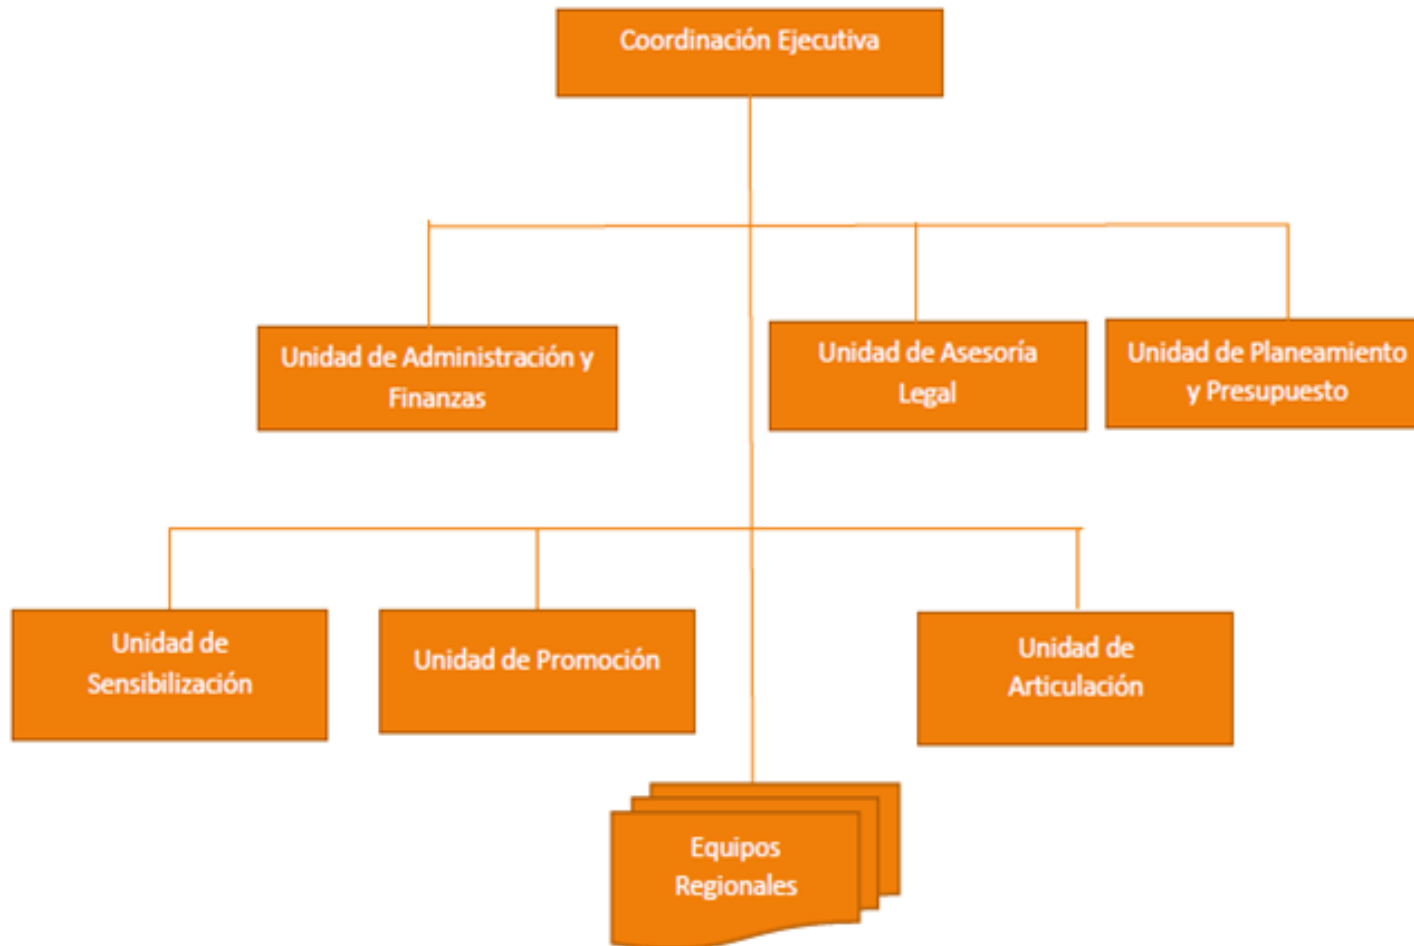 Coordinación Ejecutiva
Unidad de Administración y
Finanzas
Unidad de Asesoría
Legal
Unidad de Planeamiento
y Presupuesto
Unidad de
Sensibilización
Unidad de Promoción
Unidad de
Articulación
Equipos
Regionales